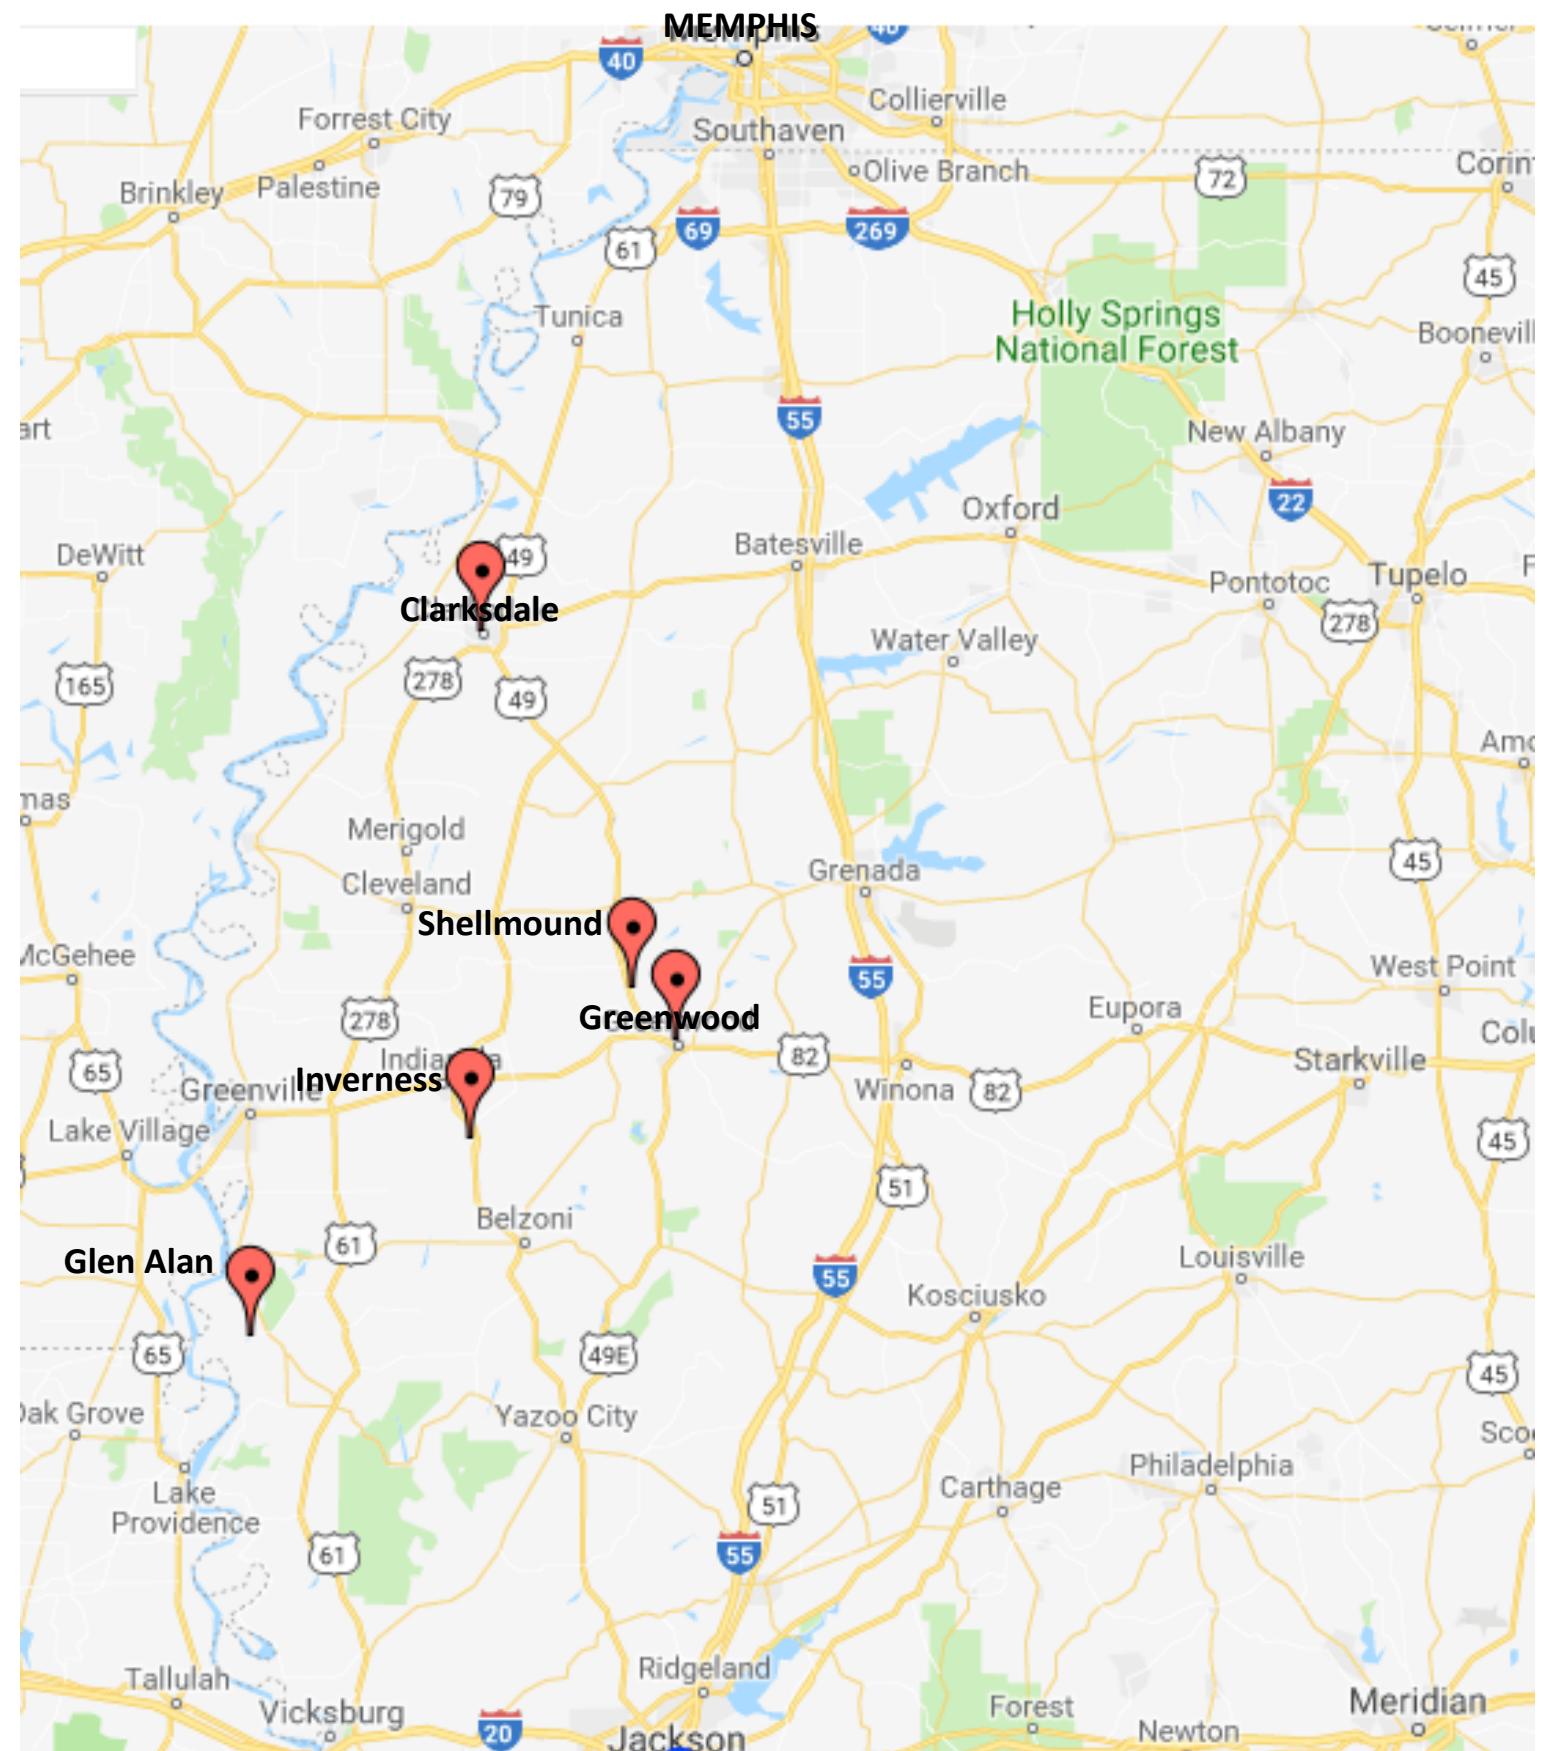 MEMPHIS
Memphis
40
40
Collierville
Forrest City
Southaven
Olive Branch
Palestine
Brinkley
79
72
69
269
61
45
Tunica
Holly Springs
National Forest
55
New Albany
22
Oxford
Batesville
DeWitt
49
Pontotoc
Tupelo
Clarksdale
278
Water Valley
165
278
49
Merigold
45
Cleveland
Grenada
Shellmound
McGehee
55
West Point
278
Greenwood
Eupora
82
Starkville
65
Inverness
Greenville
Winona
82
Lake Village
45
51
Belzoni
61
Glen Alan
Louisville
55
Kosciusko
65
49E
45
Oak Grove
Yazoo City
Philadelphia
Carthage
Lake
Providence
51
61
55
Ridgeland
Tallulah
Vicksburg
20
Jackson
Forest
Newton
Meridian